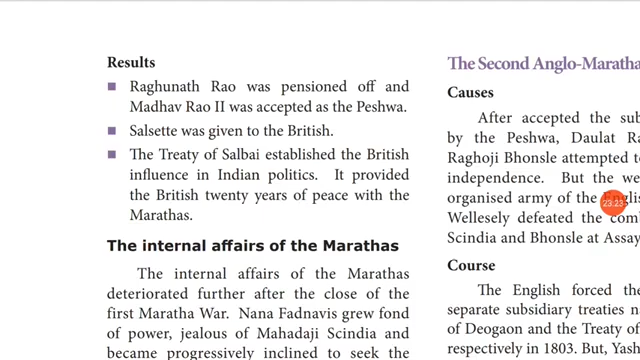 Results
■ Raghunath Rao was pensioned off and
Madhav Rao II was accepted as the Peshwa.
■ Salsette was given to the British.
■ The Treaty of Salbai established the British
influence in Indian politics. It provided
the British twenty years of peace with the
Marathas.
The internal affairs of the Marathas
The internal affairs of the Marathas
deteriorated further after the close of the
first Maratha War. Nana Fadnavis grew fond
of power, jealous of Mahadaji Scindia and
became progressively inclined to seek the
The Second Anglo-Maratha
Causes
After accepted the
by the Peshwa, Daulat
Raghoji Bhonsle attempted
independence. But the
organised army of the
23:23
Wellesely defeated the
Scindia and Bhonsle at Assay
Course
The English forced the
separate subsidiary treaties
of Deogaon and the Treaty of
respectively in 1803. But, Yash